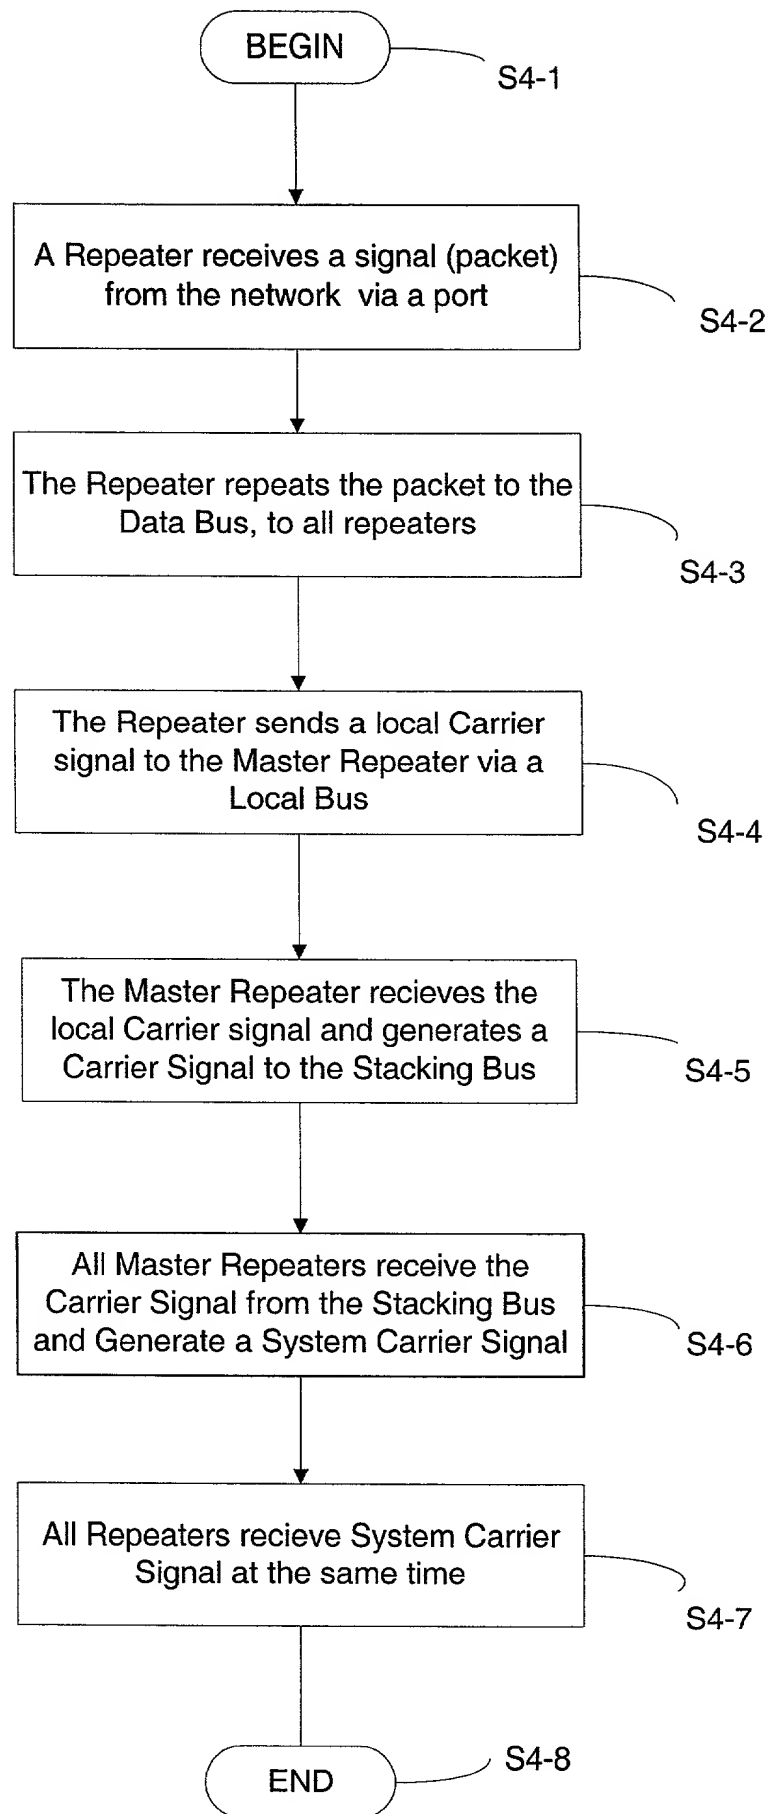 BEGIN
S4-1
A Repeater receives a signal (packet)
from the network via a port
S4-2
The Repeater repeats the packet to the
Data Bus, to all repeaters
S4-3
The Repeater sends a local Carrier
signal to the Master Repeater via a
Local Bus
S4-4
The Master Repeater recieves the
local Carrier signal and generates a
Carrier Signal to the Stacking Bus
S4-5
All Master Repeaters receive the
Carrier Signal from the Stacking Bus
and Generate a System Carrier Signal
S4-6
All Repeaters recieve System Carrier
Signal at the same time
S4-7
END
S4-8